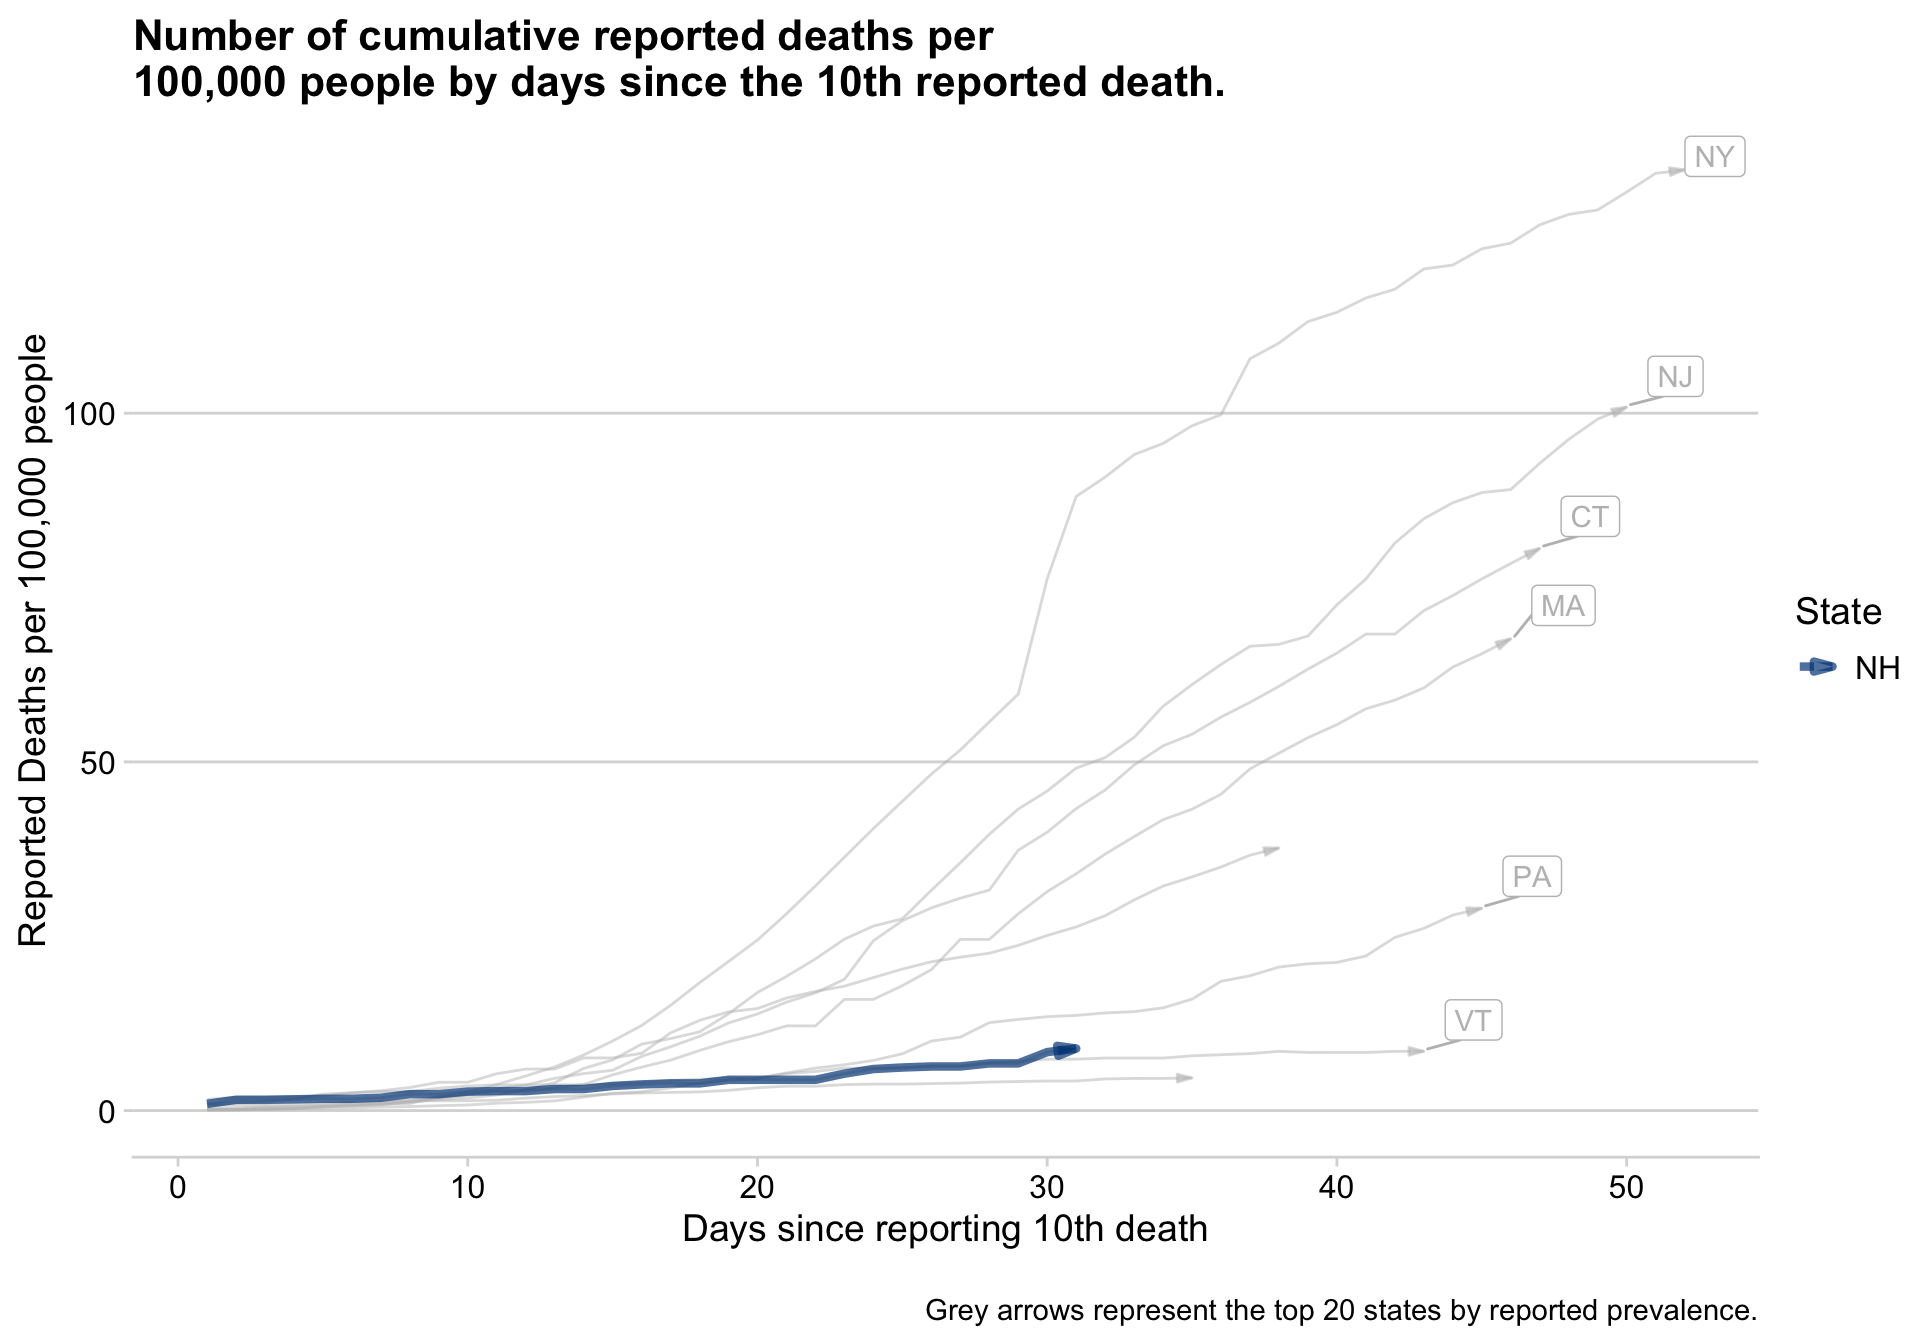 Number of cumulative reported deaths per
100,000 people by days since the 10th reported death.
NY
NJ
100
CT
MA
State
NH
50
PA
VT
0
Reported Deaths per 100,000 people
0 10 20 30 40 50
Days since reporting 10th death
Grey arrows represent the top 20 states by reported prevalence.